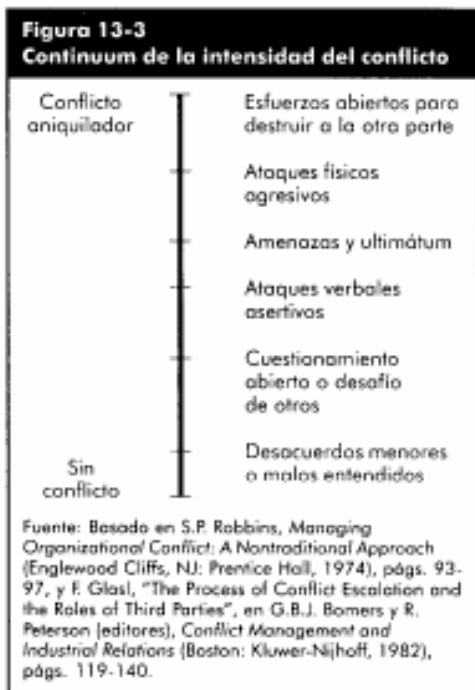 Figura 13-3
Continuum de la intensidad del conflicto
Conflicto
aniquilador
Esfuerzos abiertos para
destruir a la otra parte
Ataques físicos
agresivos
Amenazas y ultimátum
Ataques verbales
asertivos
Cuestionamiento
abierto o desafío
de otros
Desacuerdos menores
o malos entendidos
Sin
conflicto
Fuente: Basado en S.P. Robbins, Managing
Organizational Conflict: A Nontraditional Approach
(Englewood Cliffs, NJ: Prentice Hall, 1974), págs. 93-
97, y F. Glasl, "The Process of Conflict Escalation and
the Roles of Third Parties", en G.B.J. Bomers y R.
Peterson (editores), Conflict Management and
Industrial Relations (Boston: Kluwer-Nijhoff, 1982),
págs. 119-140.